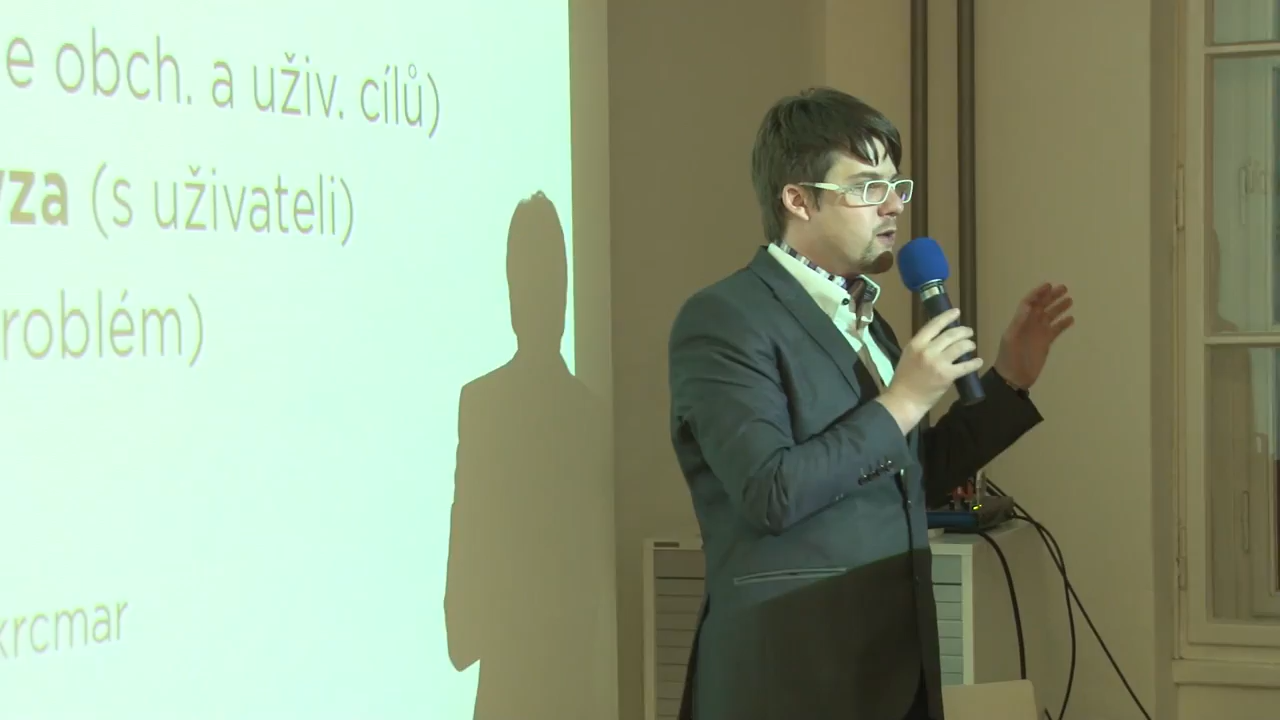 e obch. a uživ. cílů)
yza (s uživateli)
roblém)
krcmar